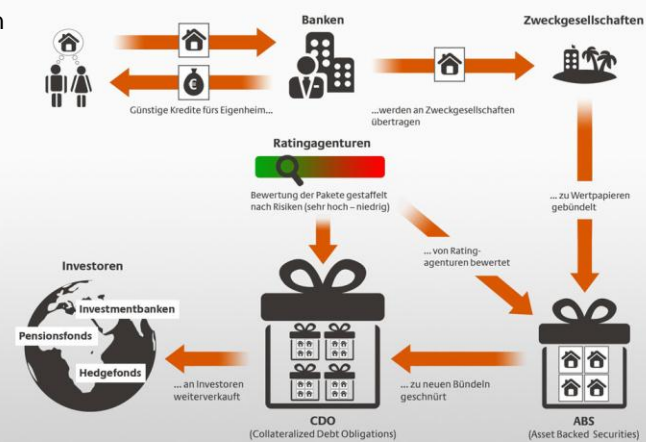 n
Banken
Zweckgesellschaften
€
Günstige Kredite fürs Eigenheim...
...werden an Zweckgesellschaften
übertragen
Ratingagenturen
Bewertung der Pakete gestaffelt
nach Risiken (sehr hoch – niedrig)
... zu Wertpapieren
gebündelt
... von Rating-
agenturen bewertet
Investoren
Investmentbanken
Pensionsfonds
Hedgefonds
... an Investoren
weiterverkauft
... zu neuen Bündeln
geschnürt
CDO
(Collateralized Debt Obligations)
ABS
(Asset Backed Securities)